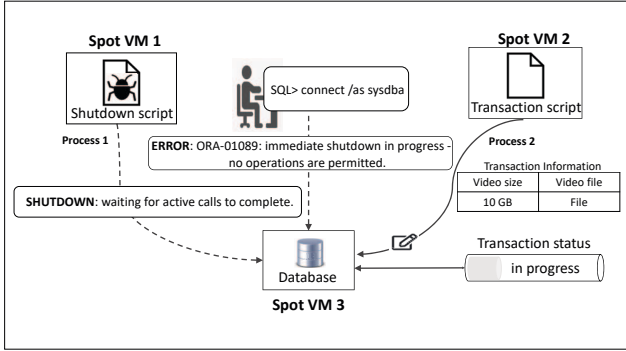 Spot VM 1
Shutdown script
Process 1
SQL> connect /as sysdba
Spot VM 2
Transaction script
Process 2
ERROR: ORA-01089: immediate shutdown in progress -
no operations are permitted.
Transaction Information
Video size Video file
10 GB File
SHUTDOWN: waiting for active calls to complete.
Database
Spot VM 3
Transaction status
in progress